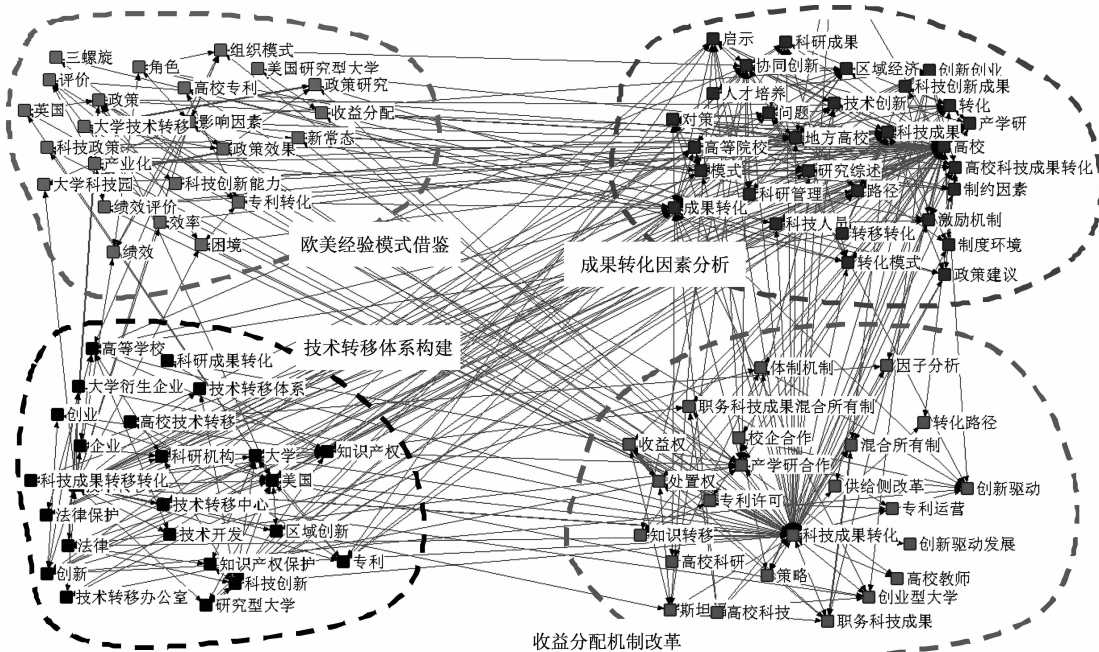 三螺旋
评价
英国
政策
角色
组织模式
美国研究型大学
高校专利
政策研究
收益分配
大学技术转移
影响因素
新常态
科技政策
政策效果
产业化
大学科技园
科技创新能力
专利转化
绩效评价
效率
困境
绩效
欧美经验模式借鉴
启示
科研成果
协同创新
区域经济
创新创业
人才培养
科技创新成果
技术创新
转化
对策
问题
产学研
地方高校
科技成果
高等院校
高校
模式
研究综述
高校科技成果转化
科研管理
路径
制约因素
成果转化
科技人员
激励机制
转移转化
制度环境
转化模式
政策建议
成果转化因素分析
技术转移体系构建
高等学校
科研成果转化
大学衍生企业
技术转移体系
创业
高校技术转移
企业
科研机构
大学
知识产权
科技成果转移转化
美国
技术转移中心
法律保护
技术开发
区域创新
法律
知识产权保护
专利
创新
科技创新
技术转移办公室
研究型大学
体制机制
因子分析
职务科技成果混合所有制
转化路径
收益权
校企合作
混合所有制
产学研合作
处置权
供给侧改革
创新驱动
专利许可
专利运营
知识转移
科技成果转化
创新驱动发展
高校科研
策略
高校教师
创业型大学
斯坦
高校科技
职务科技成果
收益分配机制改革